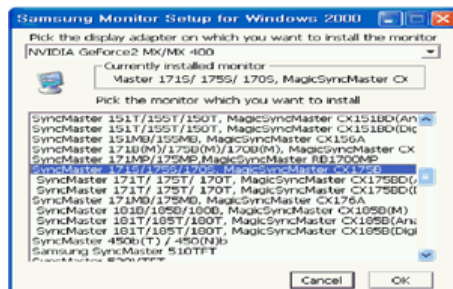 Samsung Monitor Setup for Windows 2000
Pick the display adapter on which you want to install the monitor
NVIDIA GeForce2 MX/MX 400
Currently installed monitor
Master 171S/ 175S/ 170S, MagicSyncMaster CX
Pick the monitor which you want to install
SyncMaster 151T/155T/150T, MagicSyncMaster CX151BD(An
SyncMaster 151T/155T/150T, MagicSyncMaster CX151BD(Dig
SyncMaster 151MB/155MB, MagicSyncMaster CX156A
SyncMaster 171B(M)/175B(M)/170B(M), MagicSyncMaster CX
SyncMaster 171MP/175MP,MagicSyncMaster RB1700MP
SyncMaster 171S/175S/170S, MagicSyncMaster CX175B
SyncMaster 171T/ 175T/ 170T, MagicSyncMaster CX175BD(
SyncMaster 171T/ 175T/ 170T, MagicSyncMaster CX175BD(
SyncMaster 171MB/175MB, MagicSyncMaster CX176A
SyncMaster 181B/185B/180B, MagicSyncMaster CX185B(M)
SyncMaster 181T/185T/180T, MagicSyncMaster CX185B(Ana
SyncMaster 181T/185T/180T, MagicSyncMaster CX185B(Digi
SyncMaster 450b(T) / 450(N)b
Samsung SyncMaster 510TFT
Cancel
OK